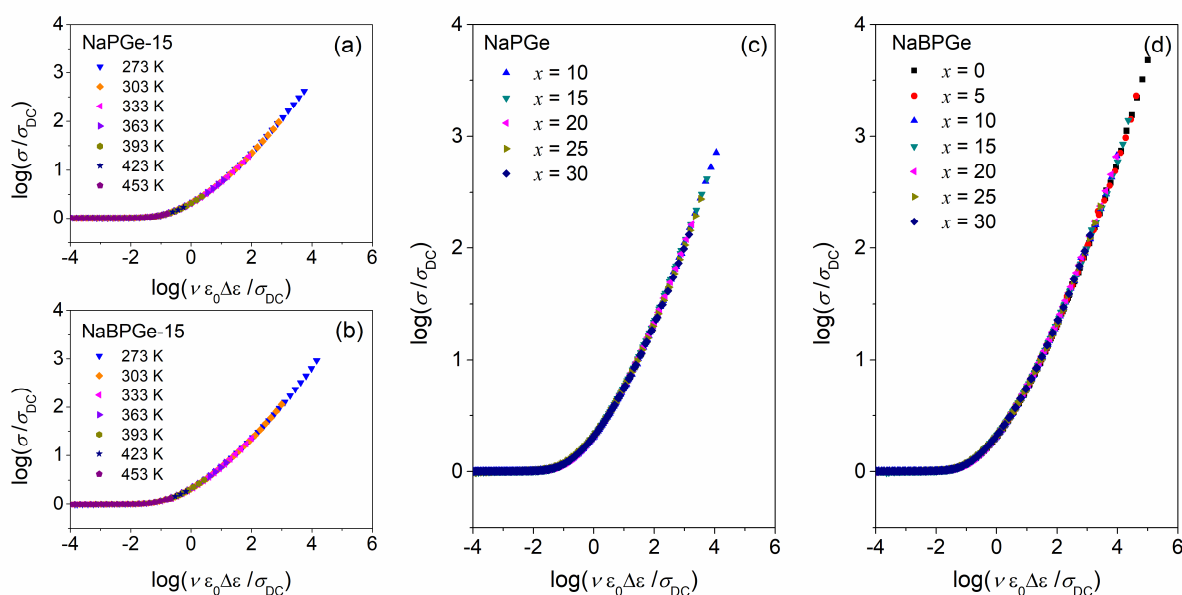 (a)
NaPGe-15
273 K
303 K
333 K
363 K
393 K
423 K
453 K
4
3
2
1
0
-4 -2 0 2 4 6
log(σ/σDC)
log(ν ε0Δε/σDC)
(b)
NaBPGe-15
273 K
303 K
333 K
363 K
393 K
423 K
453 K
4
3
2
1
0
-4 -2 0 2 4 6
log(σ/σDC)
log(ν ε0Δε/σDC)
(c)
NaPGe
x = 10
x = 15
x = 20
x = 25
x = 30
4
3
2
1
0
-4 -2 0 2 4 6
log(σ/σDC)
log(ν ε0Δε/σDC)
(d)
NaBPGe
x = 0
x = 5
x = 10
x = 15
x = 20
x = 25
x = 30
4
3
2
1
0
-4 -2 0 2 4 6
log(σ/σDC)
log(ν ε0Δε/σDC)